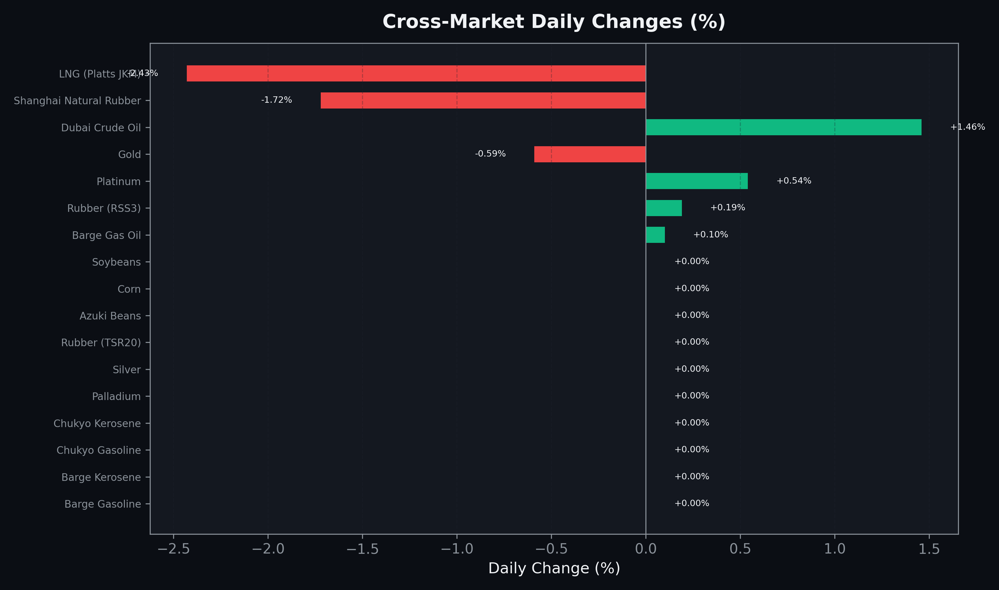 Cross-Market Daily Changes (%)
LNG (Platts JKM) -2.43%
Shanghai Natural Rubber -1.72%
Dubai Crude Oil +1.46%
Gold -0.59%
Platinum +0.54%
Rubber (RSS3) +0.19%
Barge Gas Oil +0.10%
Soybeans +0.00%
Corn +0.00%
Azuki Beans +0.00%
Rubber (TSR20) +0.00%
Silver +0.00%
Palladium +0.00%
Chukyo Kerosene +0.00%
Chukyo Gasoline +0.00%
Barge Kerosene +0.00%
Barge Gasoline +0.00%
−2.5 −2.0 −1.5 −1.0 −0.5 0.0 0.5 1.0 1.5
Daily Change (%)